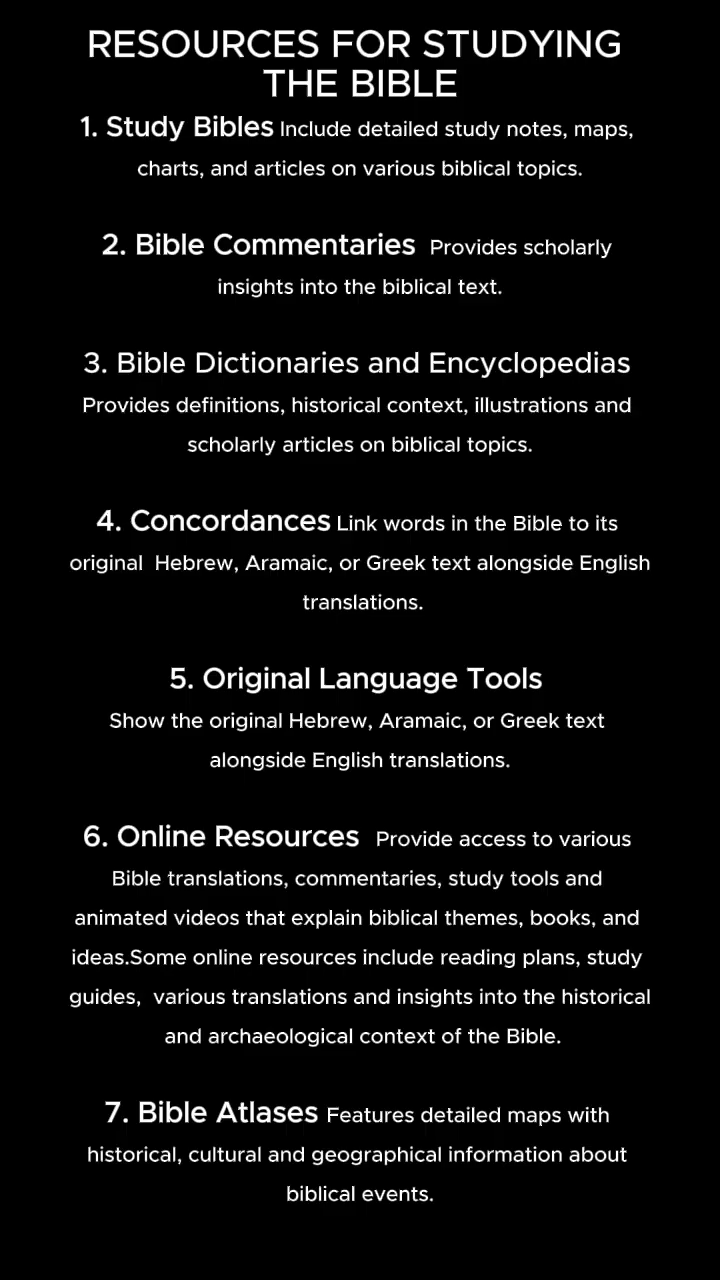 RESOURCES FOR STUDYING
THE BIBLE
1. Study Bibles Include detailed study notes, maps,
charts, and articles on various biblical topics.
2. Bible Commentaries Provides scholarly
insights into the biblical text.
3. Bible Dictionaries and Encyclopedias
Provides definitions, historical context, illustrations and
scholarly articles on biblical topics.
4. Concordances Link words in the Bible to its
original Hebrew, Aramaic, or Greek text alongside English
translations.
5. Original Language Tools
Show the original Hebrew, Aramaic, or Greek text
alongside English translations.
6. Online Resources Provide access to various
Bible translations, commentaries, study tools and
animated videos that explain biblical themes, books, and
ideas.Some online resources include reading plans, study
guides, various translations and insights into the historical
and archaeological context of the Bible.
7. Bible Atlases Features detailed maps with
historical, cultural and geographical information about
biblical events.